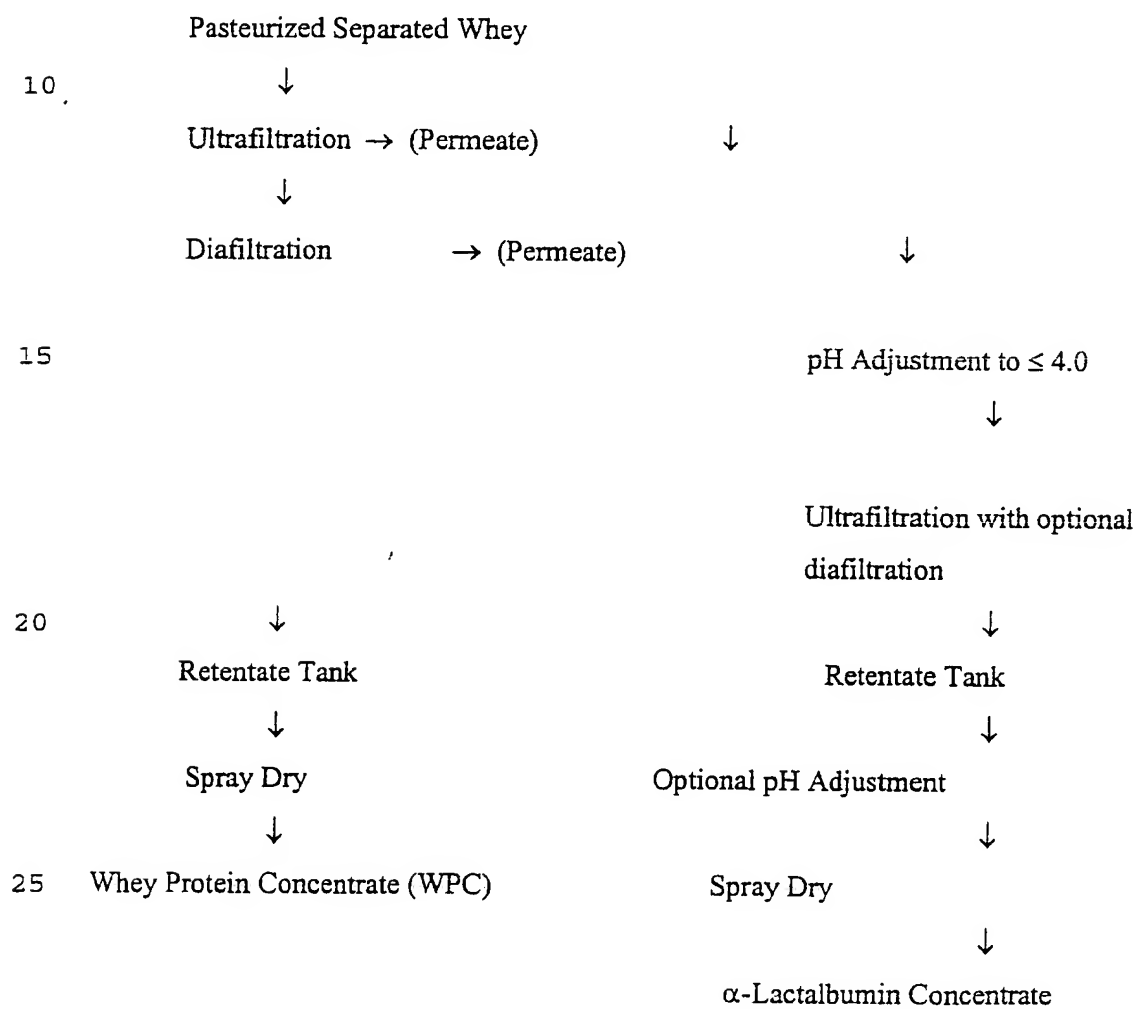 Pasteurized Separated Whey
10 ↓
Ultrafiltration → (Permeate) ↓
↓
Diafiltration → (Permeate) ↓
15 pH Adjustment to ≤ 4.0
↓
Ultrafiltration with optional
diafiltration
20 ↓ ↓
Retentate Tank Retentate Tank
↓ ↓
Spray Dry Optional pH Adjustment
↓ ↓
25 Whey Protein Concentrate (WPC) Spray Dry
↓
α-Lactalbumin Concentrate